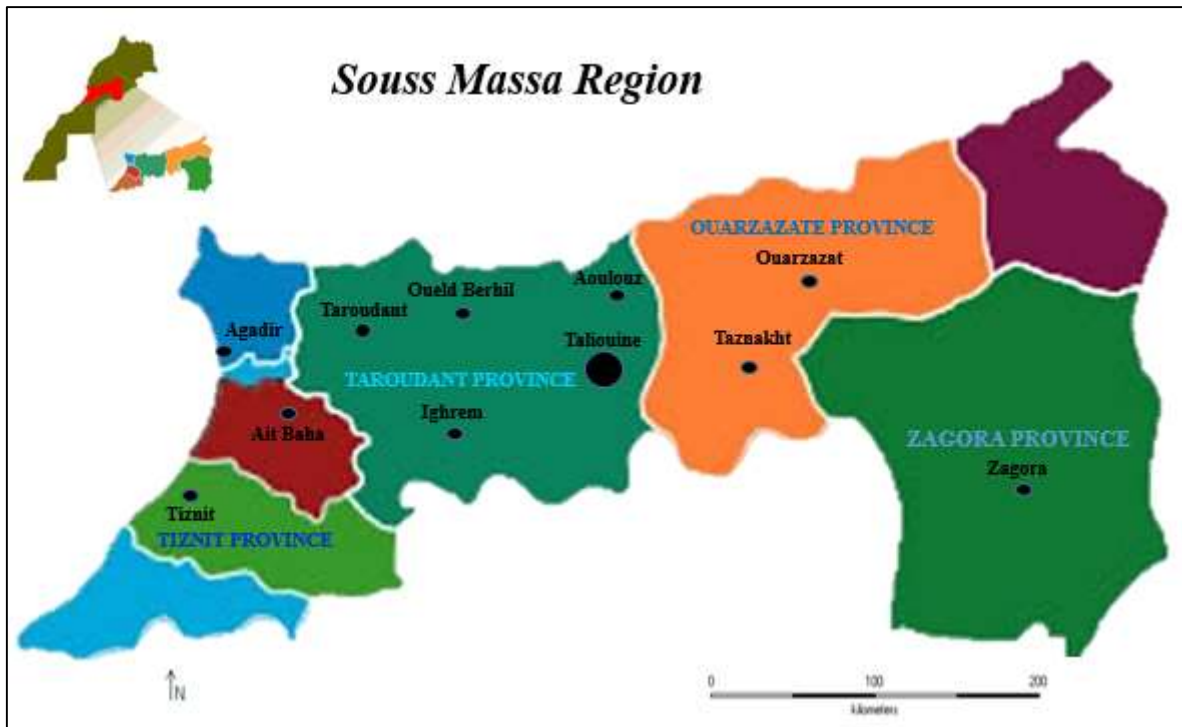 Souss Massa Region
OUARZAZATE PROVINCE
Ouarzazat
Aoulouz
Oueld Berhil
Taroudant
Agadir
Taliouine
Taznakht
TAROUDANT PROVINCE
Ighrem
Ait Baha
ZAGORA PROVINCE
Zagora
Tiznit
TIZNIT PROVINCE
N
0 100 200
kilometers